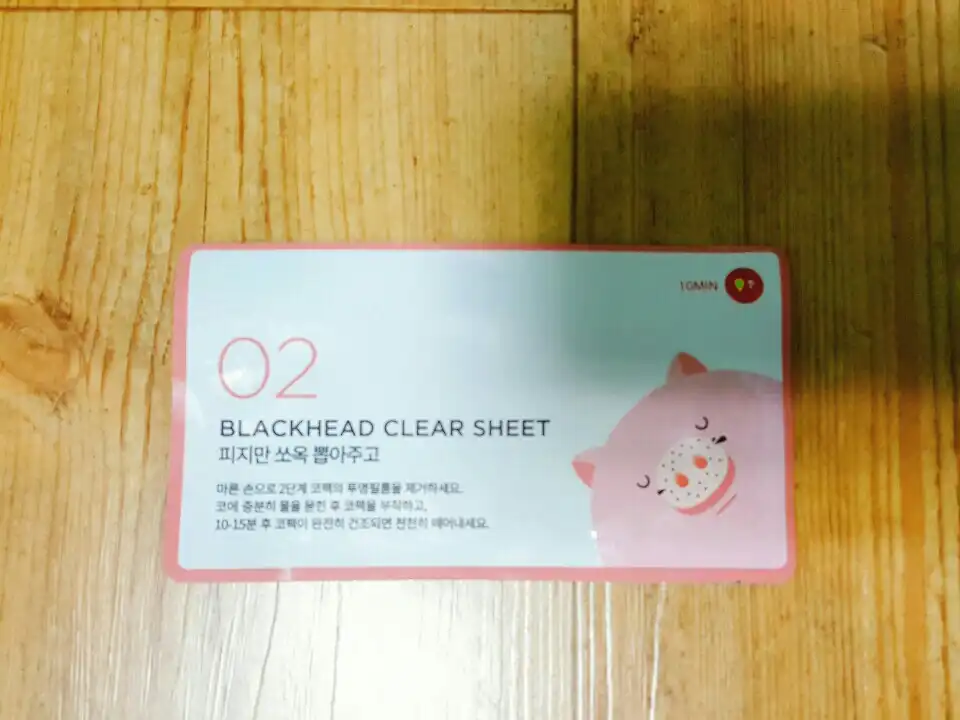 10MIN
02
BLACKHEAD CLEAR SHEET
피지만 쏘옥 뽑아주고
마른 손으로 2단계 코팩의 투명필름을 제거하세요.
코에 충분히 물을 묻힌 후 코팩을 부착하고,
10-15분 후 코팩이 완전히 건조되면 천천히 떼어내세요.